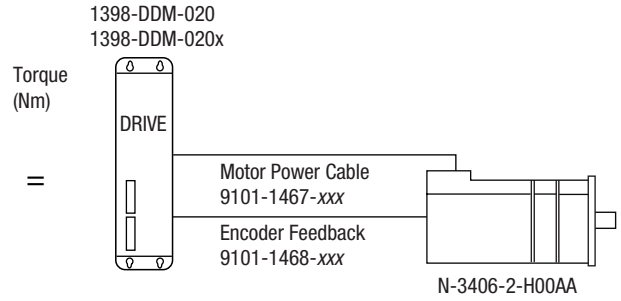 1398-DDM-020
1398-DDM-020x
Torque
(Nm)
DRIVE
=
Motor Power Cable
9101-1467-xxx
Encoder Feedback
9101-1468-xxx
N-3406-2-H00AA